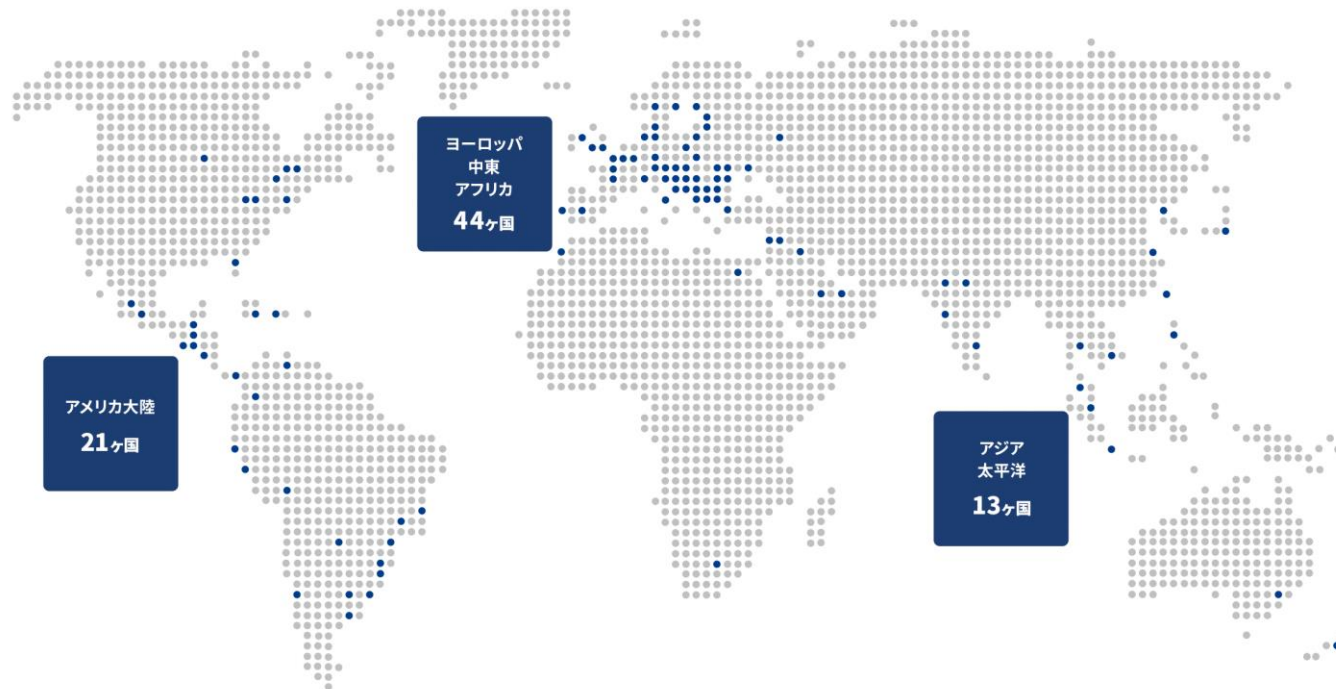 ヨーロッパ
中東
アフリカ
44ヶ国
アメリカ大陸
21ヶ国
アジア
太平洋
13ヶ国